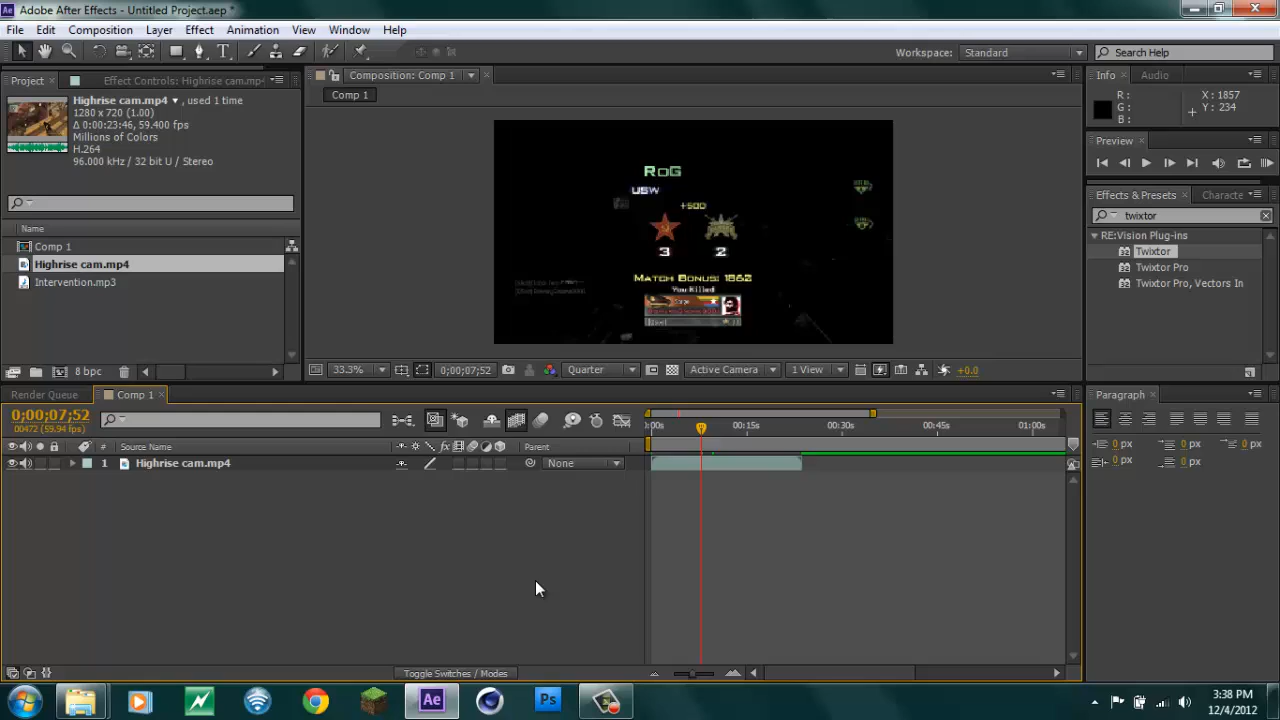 Adobe After Effects - Untitled Project.aep *
File Edit Composition Layer Effect Animation View Window Help
Workspace: Standard Search Help
Project Effect Controls: Highrise cam.mp4
Composition: Comp 1
Info Audio
Comp 1
Highrise cam.mp4 , used 1 time
1280 x 720 (1.00)
Δ 0:00:23:46, 59.400 fps
Millions of Colors
H.264
96.000 kHz / 32 bit U / Stereo
R :
G :
B :
X : 1857
Y : 234
Preview
Effects & Presets Characte
twixtor
RE:Vision Plug-ins
Twixtor
Twixtor Pro
Twixtor Pro, Vectors In
Name
Comp 1
Highrise cam.mp4
Intervention.mp3
RoG
USW
+500
3 2
Match Bonus: 1862
You Killed
8 bpc
33.3% 0;00;07;52 Quarter Active Camera 1 View +0.0
Render Queue Comp 1
Paragraph
0;00;07;52
00472 (59.94 fps)
:00s 00:15s 00:30s 00:45s 01:00s
# Source Name Parent
1 Highrise cam.mp4 None
0 px 0 px 0 px
0 px 0 px
Toggle Switches / Modes
Ae Ps
3:38 PM
12/4/2012